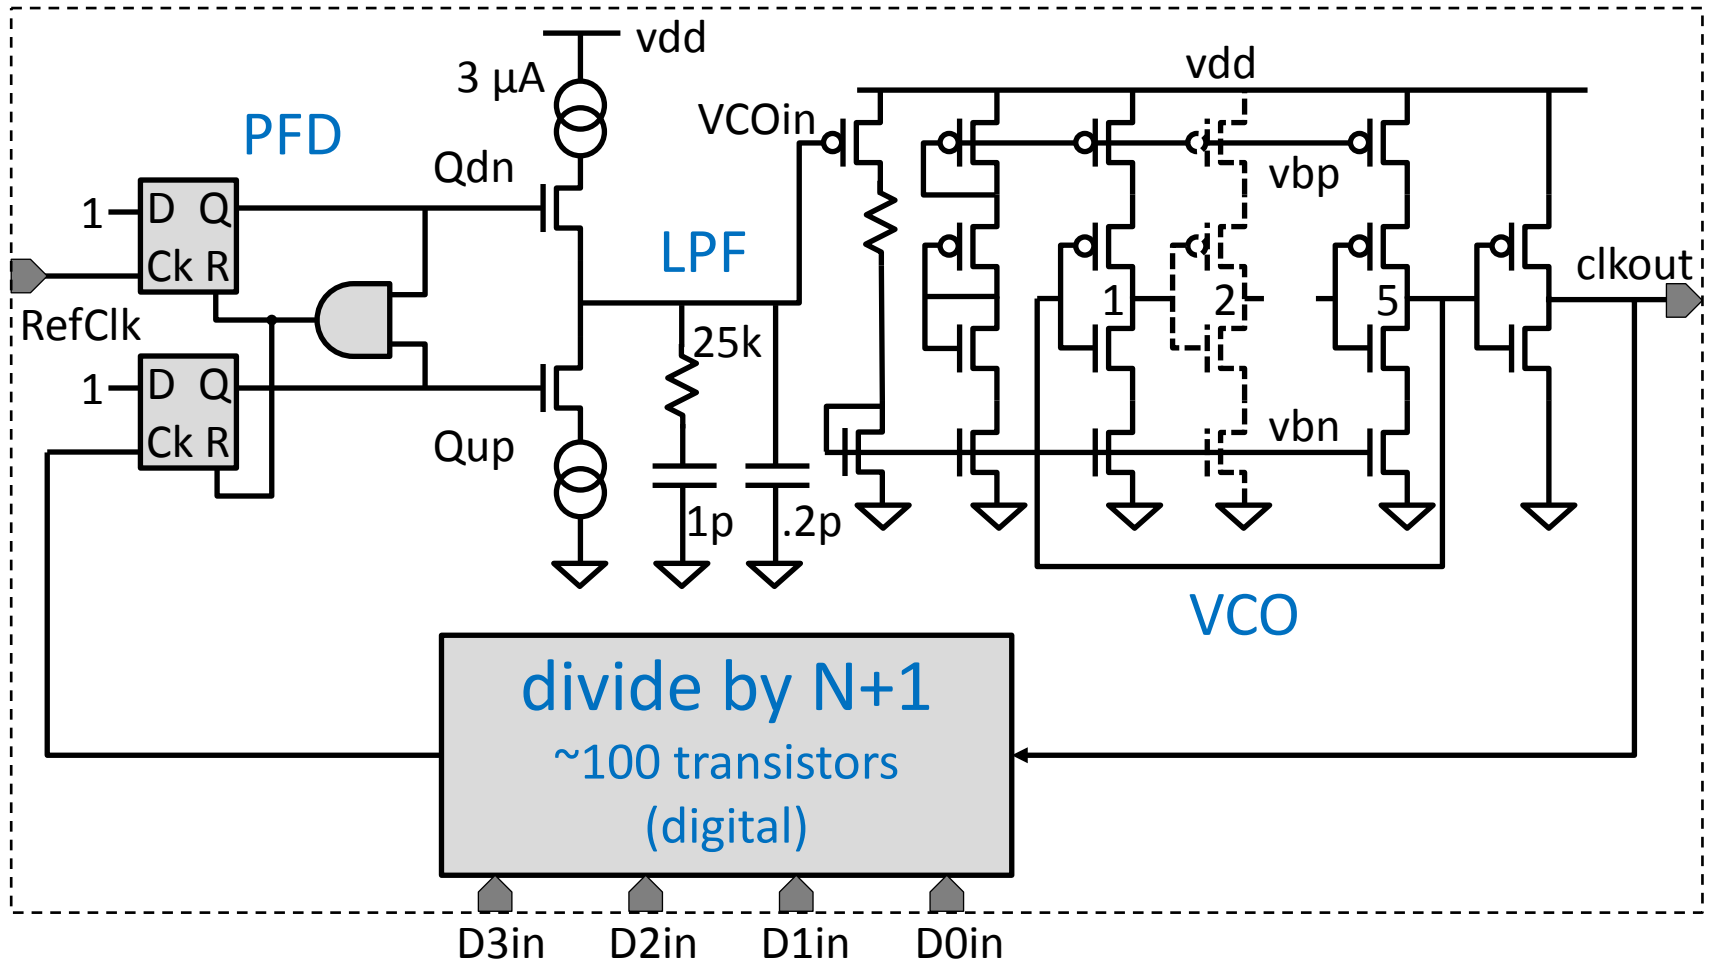 vdd
3 µA
vdd
PFD
VCOin
Qdn
vbp
1
D Q
LPF
Ck R
clkout
RefClk
25k
1
2
5
1
D Q
Ck R
Qup
vbn
1p
.2p
VCO
divide by N+1
~100 transistors
(digital)
D3in
D2in
D1in
D0in